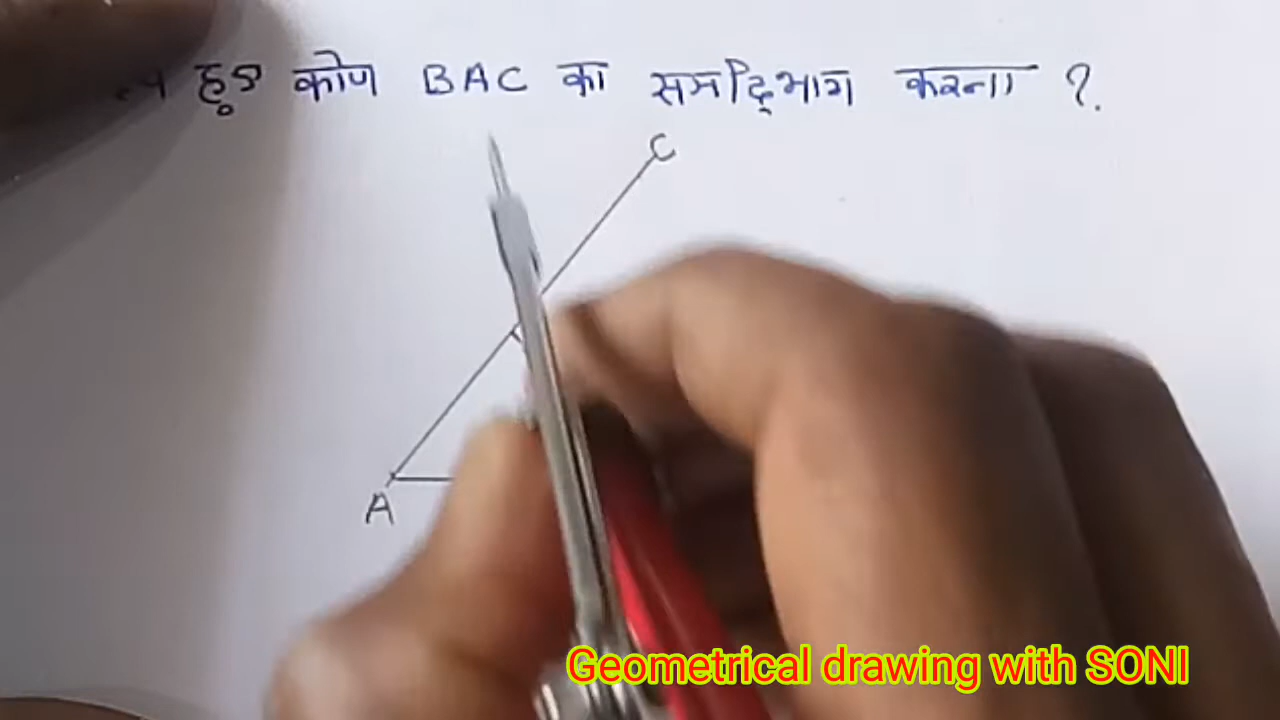 हुए कोण BAC का समद्विभाग करना ?.
C
A
Geometrical drawing with SONI